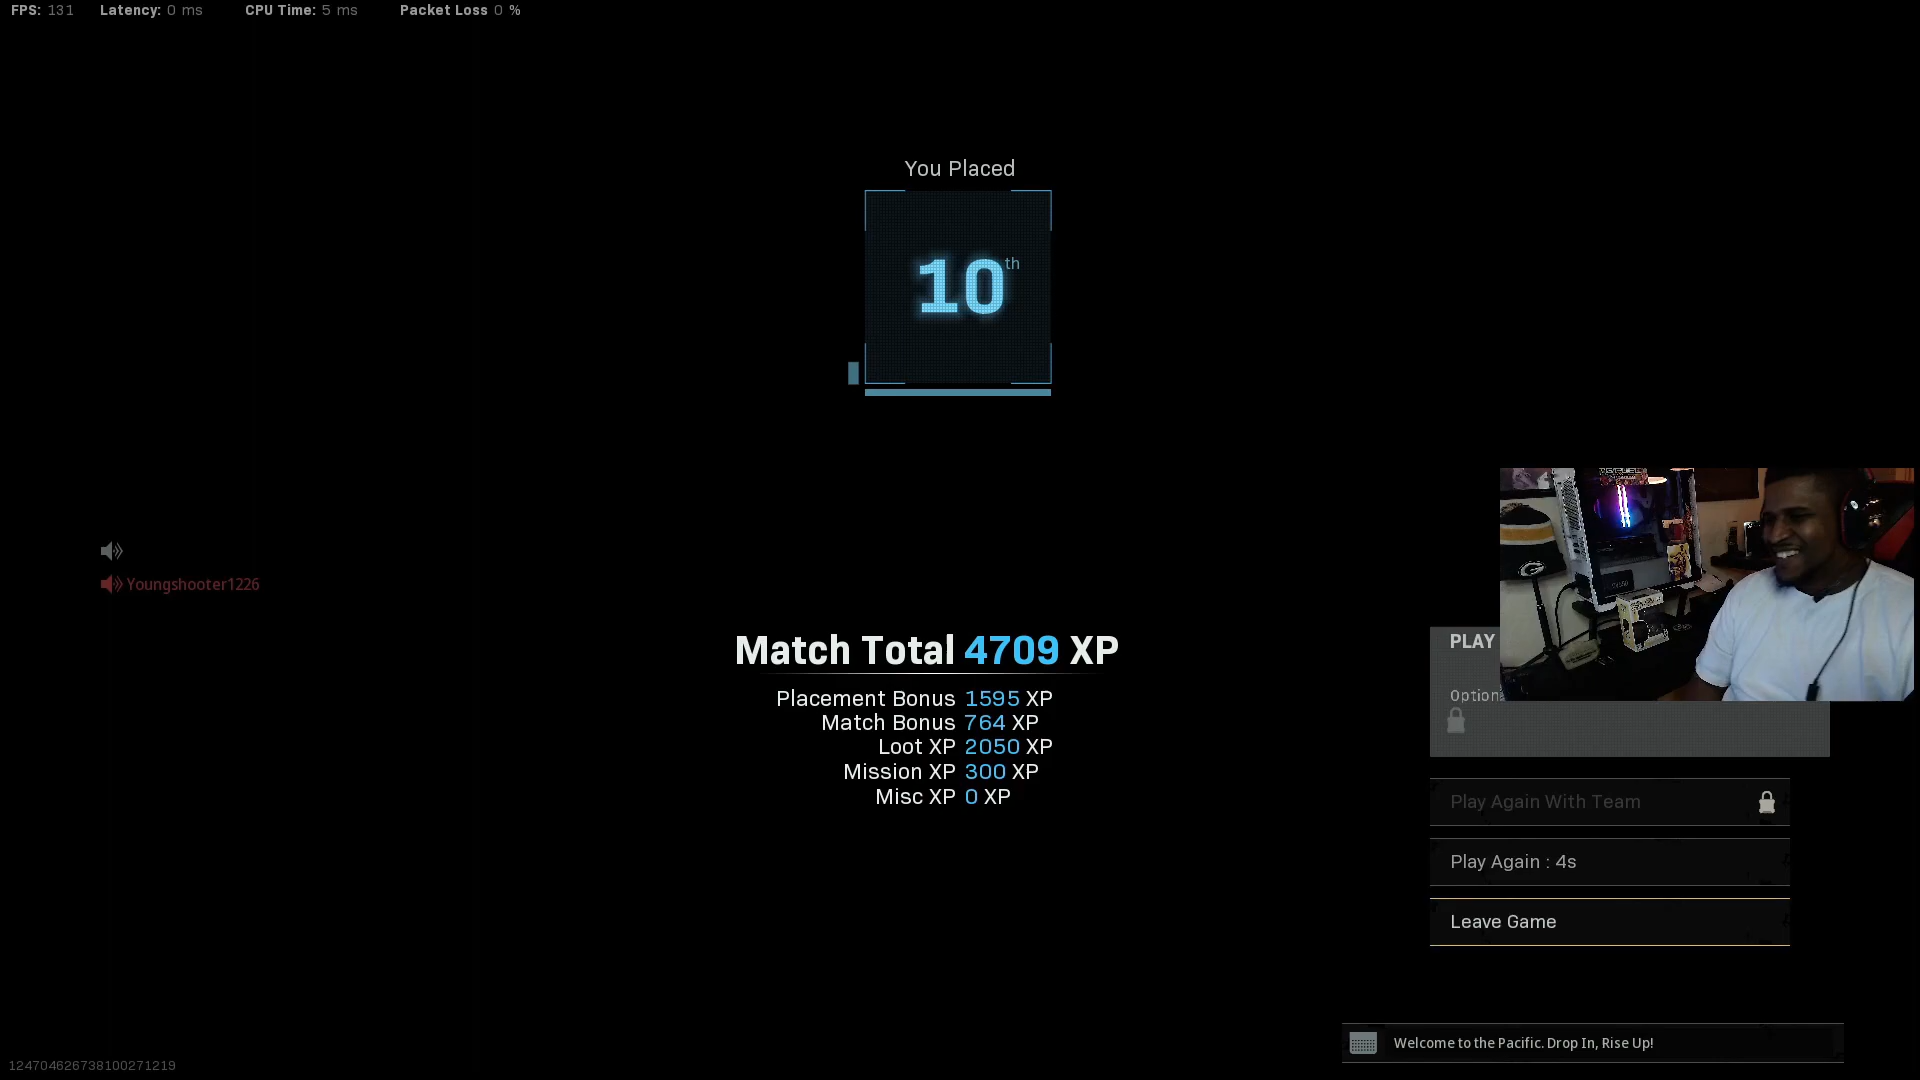 FPS: 131 Latency: 0 ms CPU Time: 5 ms Packet Loss 0 %
You Placed
10th
Youngshooter1226
Match Total 4709 XP
Placement Bonus 1595 XP
Match Bonus 764 XP
Loot XP 2050 XP
Mission XP 300 XP
Misc XP 0 XP
PLAY
Option
Play Again With Team
Play Again : 4s
Leave Game
Welcome to the Pacific. Drop In, Rise Up!
124704626738100271219